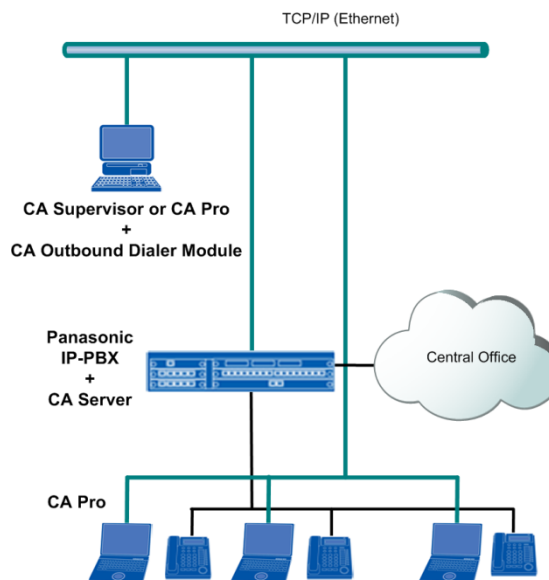 TCP/IP (Ethernet)
CA Supervisor or CA Pro
+
CA Outbound Dialer Module
Panasonic
IP-PBX
+
CA Server
Central Office
CA Pro